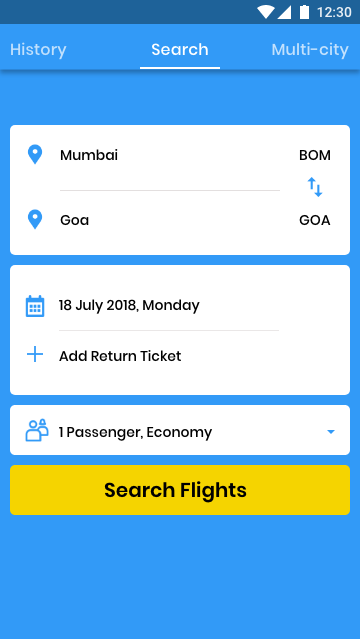 12:30
History Search Multi-city
Mumbai BOM
Goa GOA
18 July 2018, Monday
Add Return Ticket
1 Passenger, Economy
Search Flights